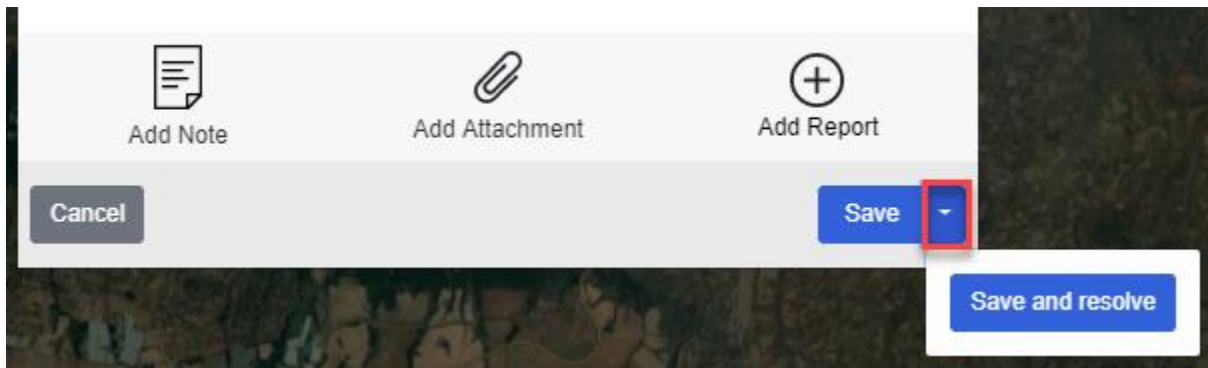 Add Note
Add Attachment
Add Report
Cancel
Save
Save and resolve